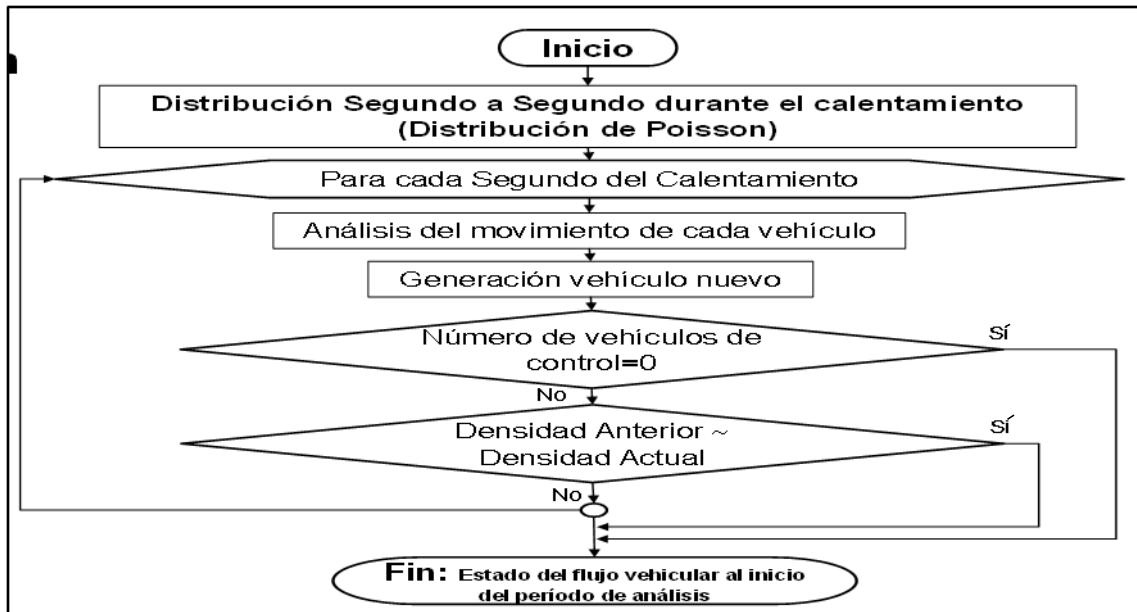 Inicio
Distribución Segundo a Segundo durante el calentamiento
(Distribución de Poisson)
Para cada Segundo del Calentamiento
Análisis del movimiento de cada vehículo
Generación vehículo nuevo
Número de vehículos de
control=0
Sí
No
Densidad Anterior ~
Densidad Actual
Sí
No
Fin: Estado del flujo vehicular al inicio
del período de análisis